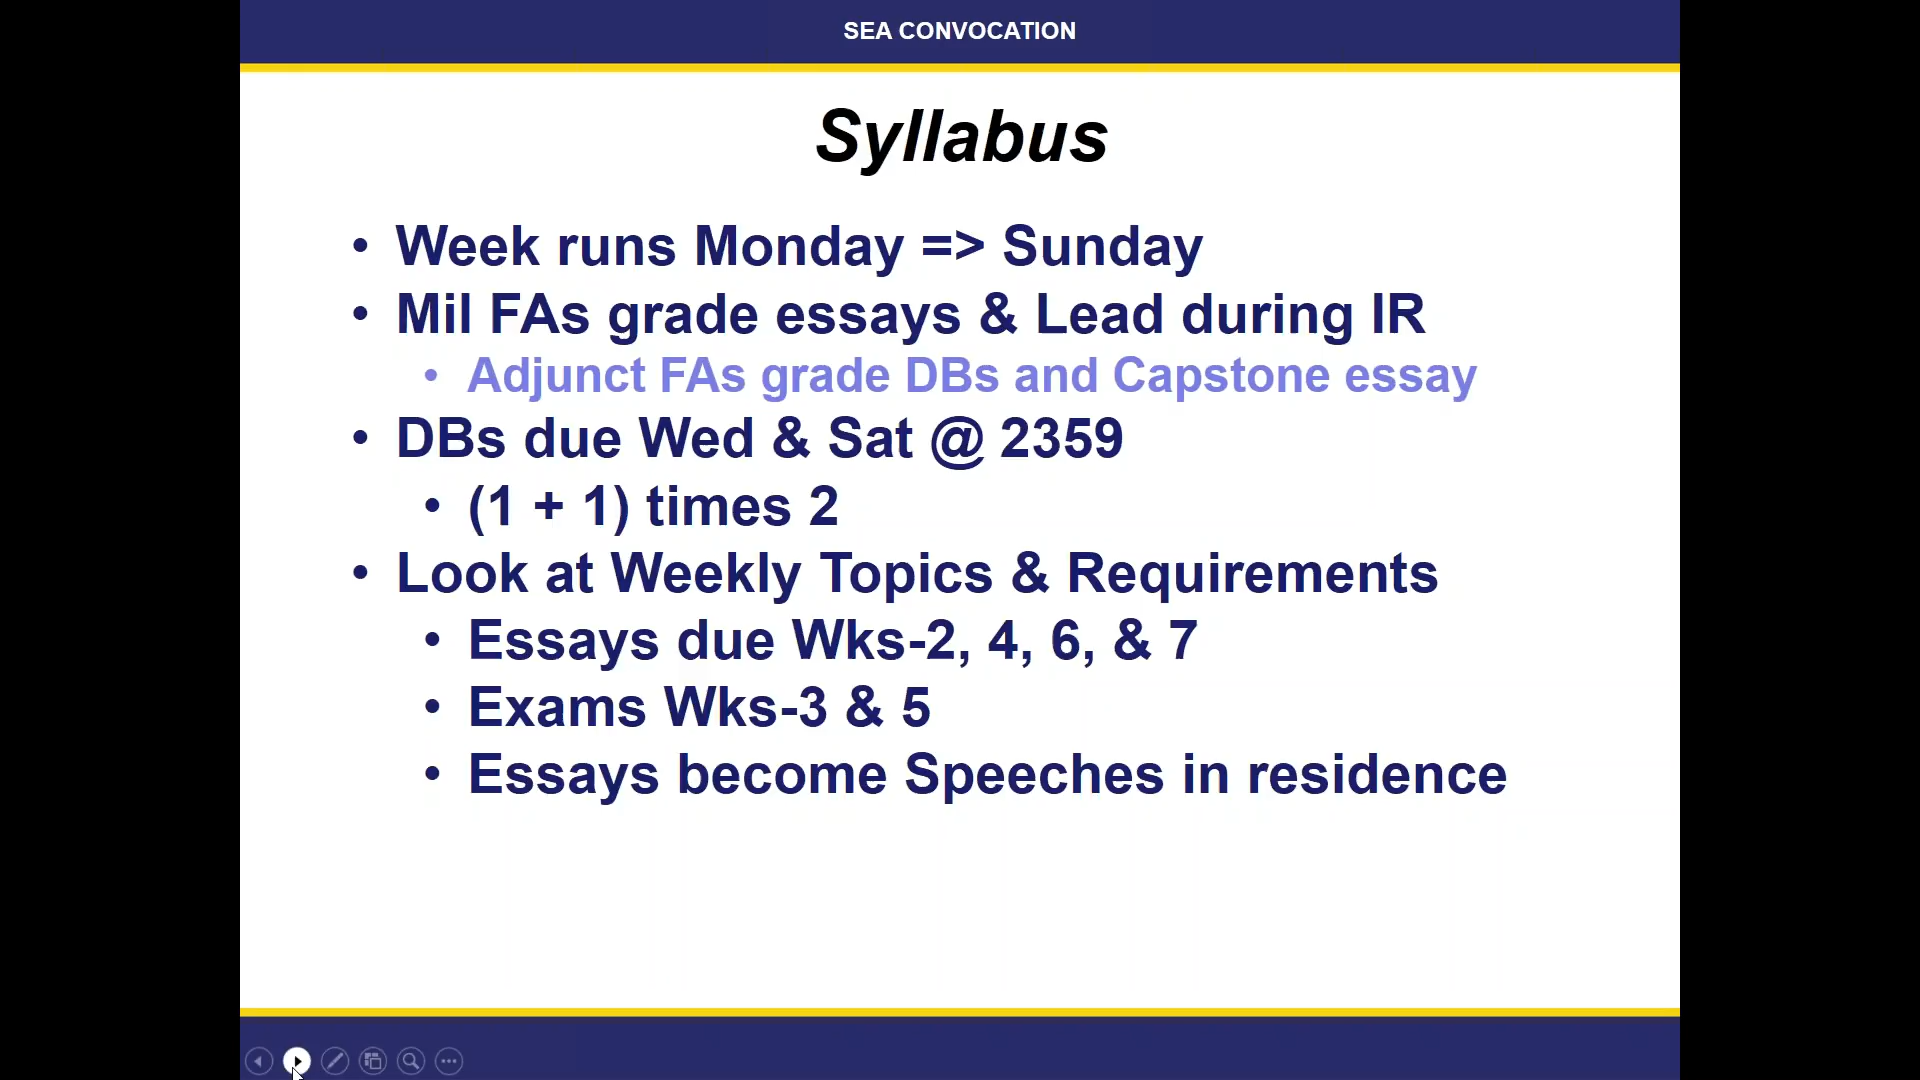 SEA CONVOCATION
Syllabus
• Week runs Monday => Sunday
• Mil FAs grade essays & Lead during IR
• Adjunct FAs grade DBs and Capstone essay
• DBs due Wed & Sat @ 2359
• (1 + 1) times 2
• Look at Weekly Topics & Requirements
• Essays due Wks-2, 4, 6, & 7
• Exams Wks-3 & 5
• Essays become Speeches in residence